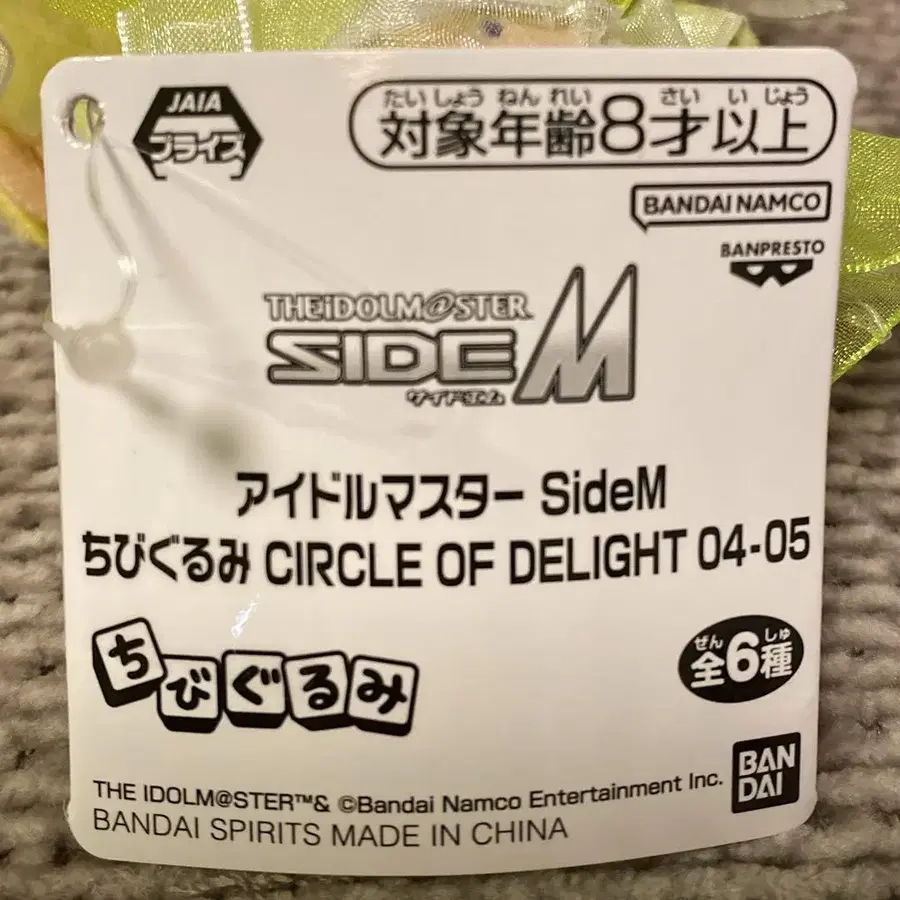 JAIA
プライズ
たいしょうねんれい さい いじょう
対象年齢8才以上
BANDAI NAMCO
BANPRESTO
THE iDOLM@STER
SIDEM
サイドエム
アイドルマスター SideM
ちびぐるみ CIRCLE OF DELIGHT 04-05
ちびぐるみ
ぜん しゅ
全6種
BAN
DAI
THE IDOLM@STER™& ©Bandai Namco Entertainment Inc.
BANDAI SPIRITS MADE IN CHINA